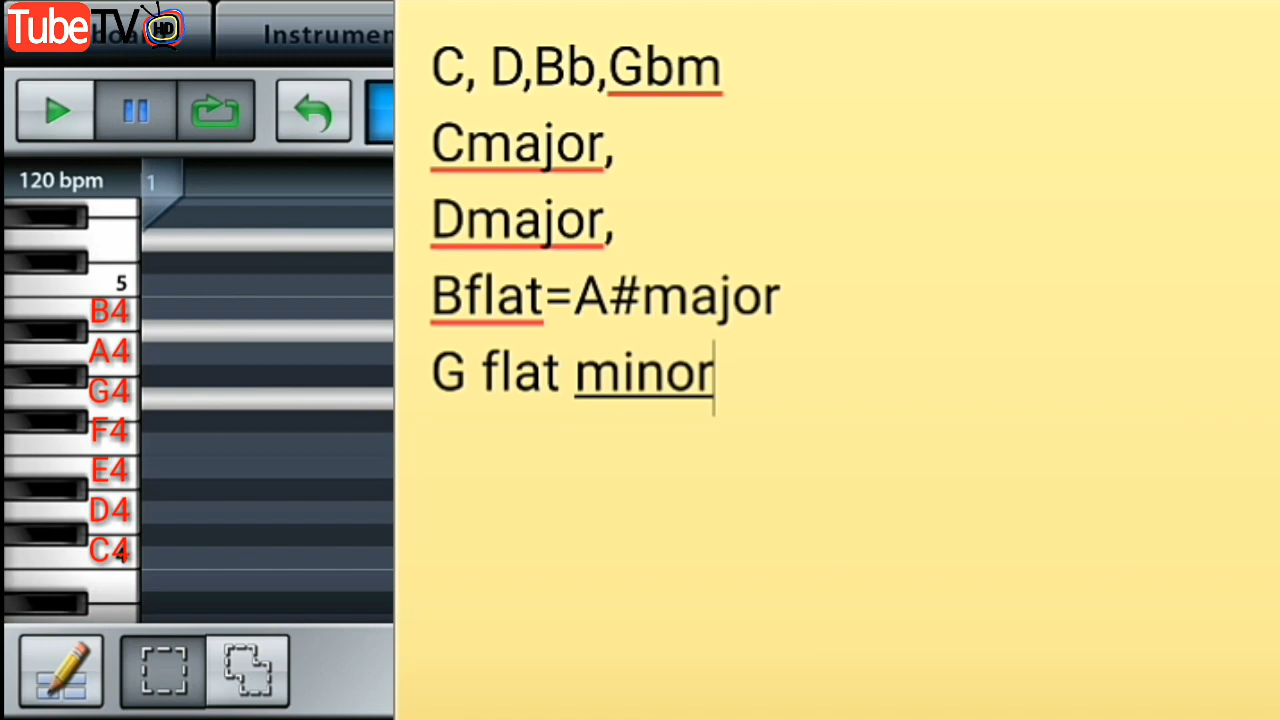 TubeTV HD
Instrumen
C, D,Bb,Gbm
Cmajor,
Dmajor,
Bflat=A#major
G flat minor
120 bpm
1
5
B4
A4
G4
F4
E4
D4
C4